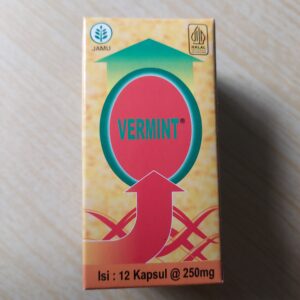 JAMU
HALAL
VERMINT®
Isi : 12 Kapsul @ 250mg